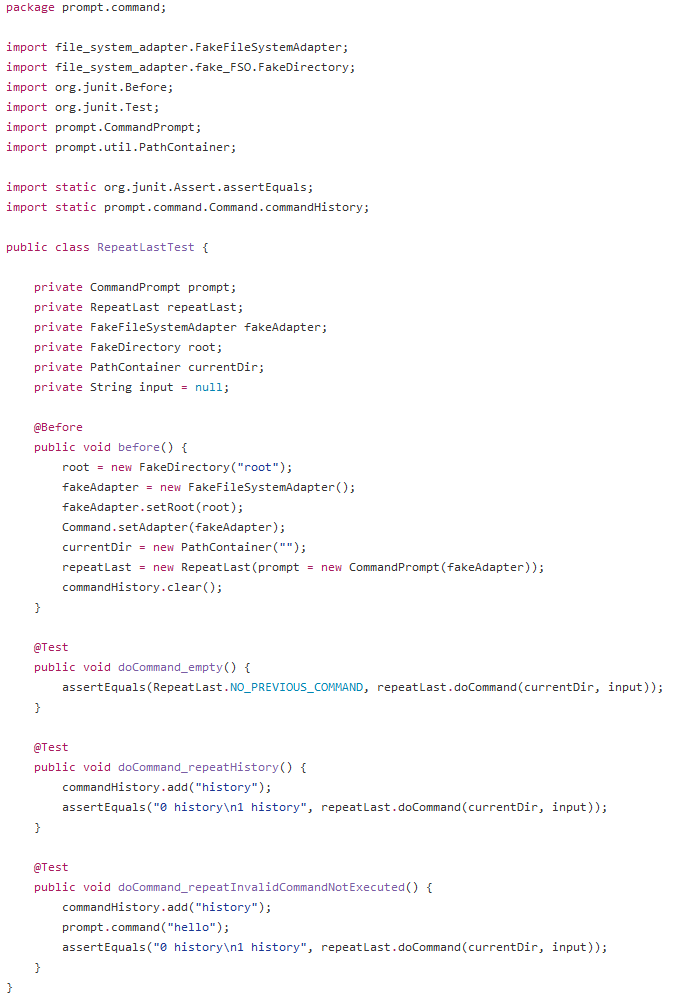 package prompt.command;

import file_system_adapter.FakeFileSystemAdapter;
import file_system_adapter.fake_FSO.FakeDirectory;
import org.junit.Before;
import org.junit.Test;
import prompt.CommandPrompt;
import prompt.util.PathContainer;

import static org.junit.Assert.assertEquals;
import static prompt.command.Command.commandHistory;

public class RepeatLastTest {

    private CommandPrompt prompt;
    private RepeatLast repeatLast;
    private FakeFileSystemAdapter fakeAdapter;
    private FakeDirectory root;
    private PathContainer currentDir;
    private String input = null;

    @Before
    public void before() {
        root = new FakeDirectory("root");
        fakeAdapter = new FakeFileSystemAdapter();
        fakeAdapter.setRoot(root);
        Command.setAdapter(fakeAdapter);
        currentDir = new PathContainer("");
        repeatLast = new RepeatLast(prompt = new CommandPrompt(fakeAdapter));
        commandHistory.clear();
    }

    @Test
    public void doCommand_empty() {
        assertEquals(RepeatLast.NO_PREVIOUS_COMMAND, repeatLast.doCommand(currentDir, input));
    }

    @Test
    public void doCommand_repeatHistory() {
        commandHistory.add("history");
        assertEquals("0 history\n1 history", repeatLast.doCommand(currentDir, input));
    }

    @Test
    public void doCommand_repeatInvalidCommandNotExecuted() {
        commandHistory.add("history");
        prompt.command("hello");
        assertEquals("0 history\n1 history", repeatLast.doCommand(currentDir, input));
    }
}